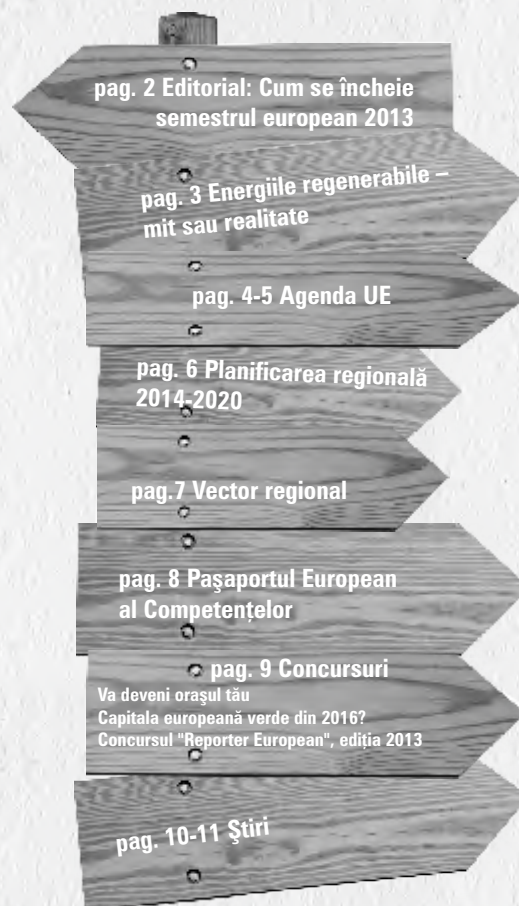 pag. 2 Editorial: Cum se încheie
semestrul european 2013
pag. 3 Energiile regenerabile –
mit sau realitate
pag. 4-5 Agenda UE
pag. 6 Planificarea regională
2014-2020
pag.7 Vector regional
pag. 8 Paşaportul European
al Competenţelor
pag. 9 Concursuri
Va deveni oraşul tău
Capitala europeană verde din 2016?
Concursul "Reporter European", ediţia 2013
pag. 10-11 Ştiri